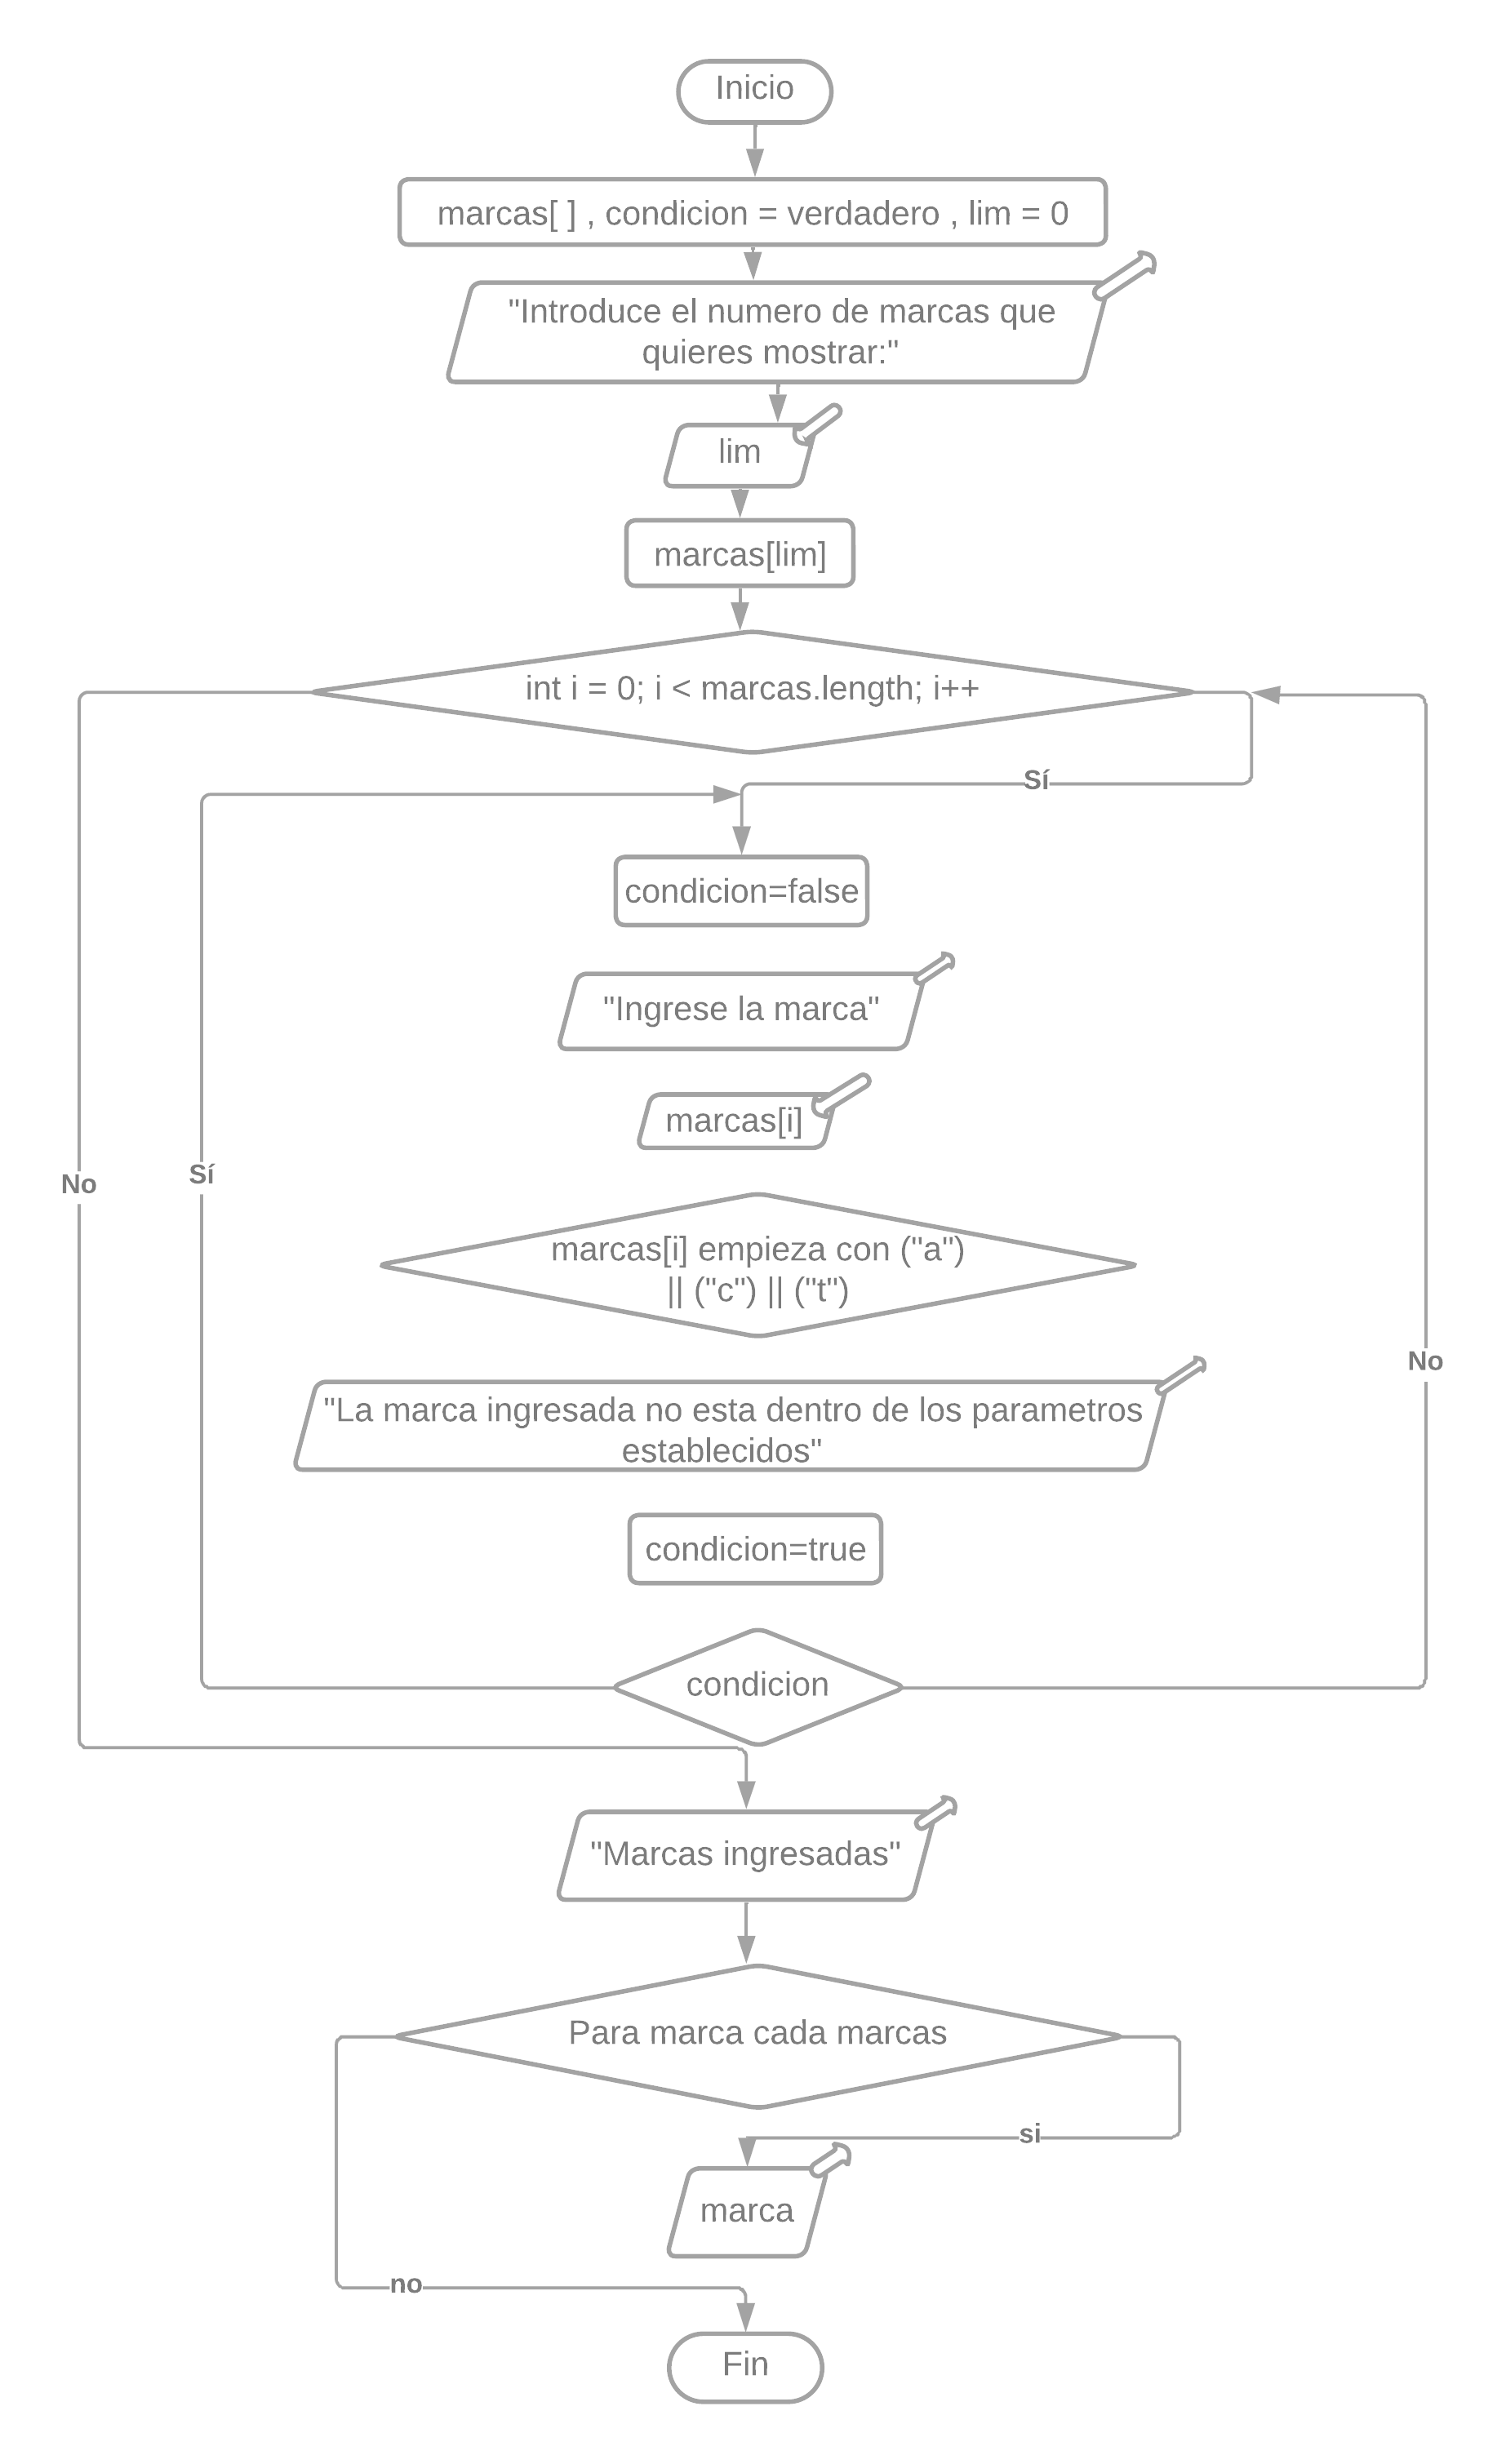 Inicio
marcas[ ] , condicion = verdadero , lim = 0
"Introduce el numero de marcas que
quieres mostrar:"
lim
marcas[lim]
int i = 0; i < marcas.length; i++
Sí
condicion=false
"Ingrese la marca"
marcas[i]
Sí
No
marcas[i] empieza con ("a")
|| ("c") || ("t")
No
"La marca ingresada no esta dentro de los parametros
establecidos"
condicion=true
condicion
"Marcas ingresadas"
Para marca cada marcas
si
marca
no
Fin